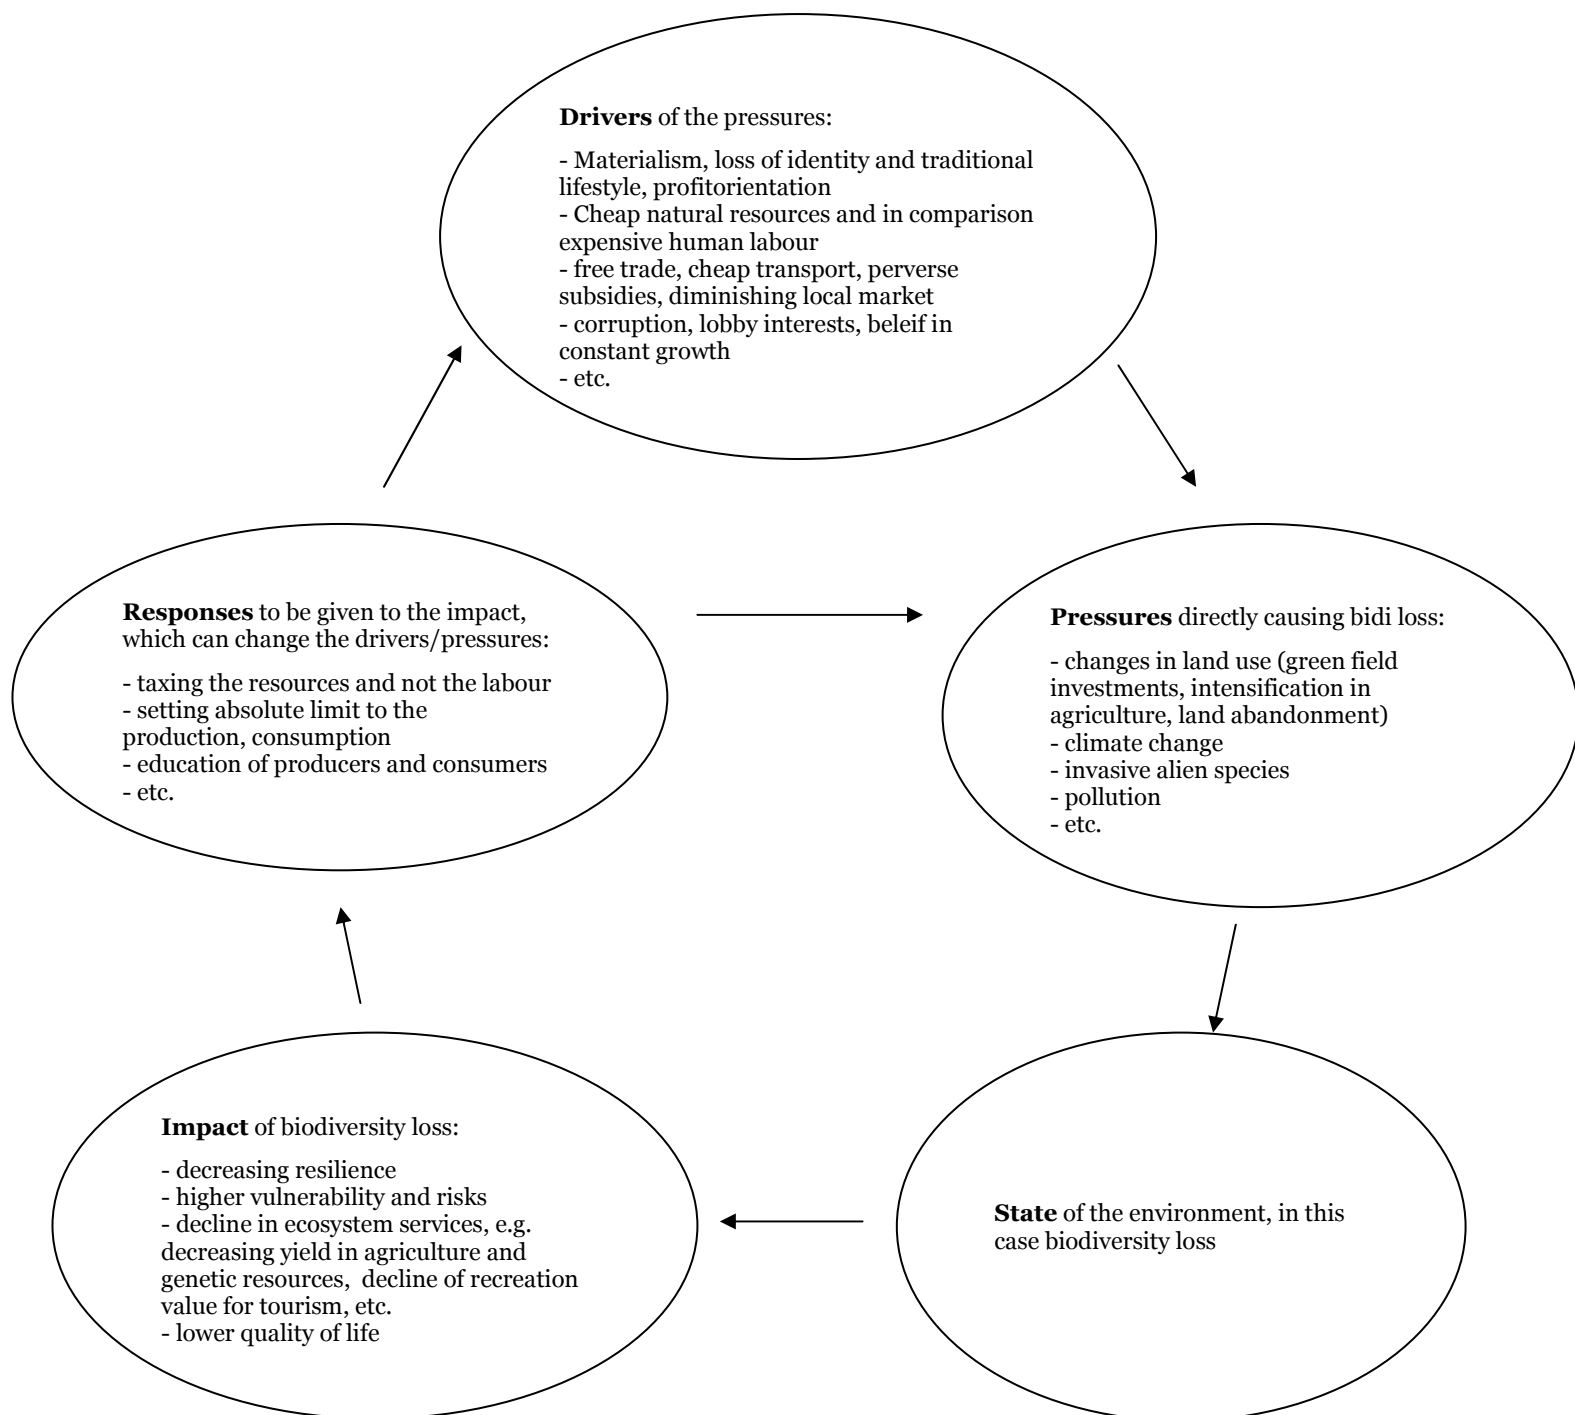 Drivers of the pressures:
- Materialism, loss of identity and traditional
lifestyle, profitorientation
- Cheap natural resources and in comparison
expensive human labour
- free trade, cheap transport, perverse
subsidies, diminishing local market
- corruption, lobby interests, beleif in
constant growth
- etc.
Responses to be given to the impact,
which can change the drivers/pressures:
- taxing the resources and not the labour
- setting absolute limit to the
production, consumption
- education of producers and consumers
- etc.
Pressures directly causing bidi loss:
- changes in land use (green field
investments, intensification in
agriculture, land abandonment)
- climate change
- invasive alien species
- pollution
- etc.
Impact of biodiversity loss:
- decreasing resilience
- higher vulnerability and risks
- decline in ecosystem services, e.g.
decreasing yield in agriculture and
genetic resources, decline of recreation
value for tourism, etc.
- lower quality of life
State of the environment, in this
case biodiversity loss